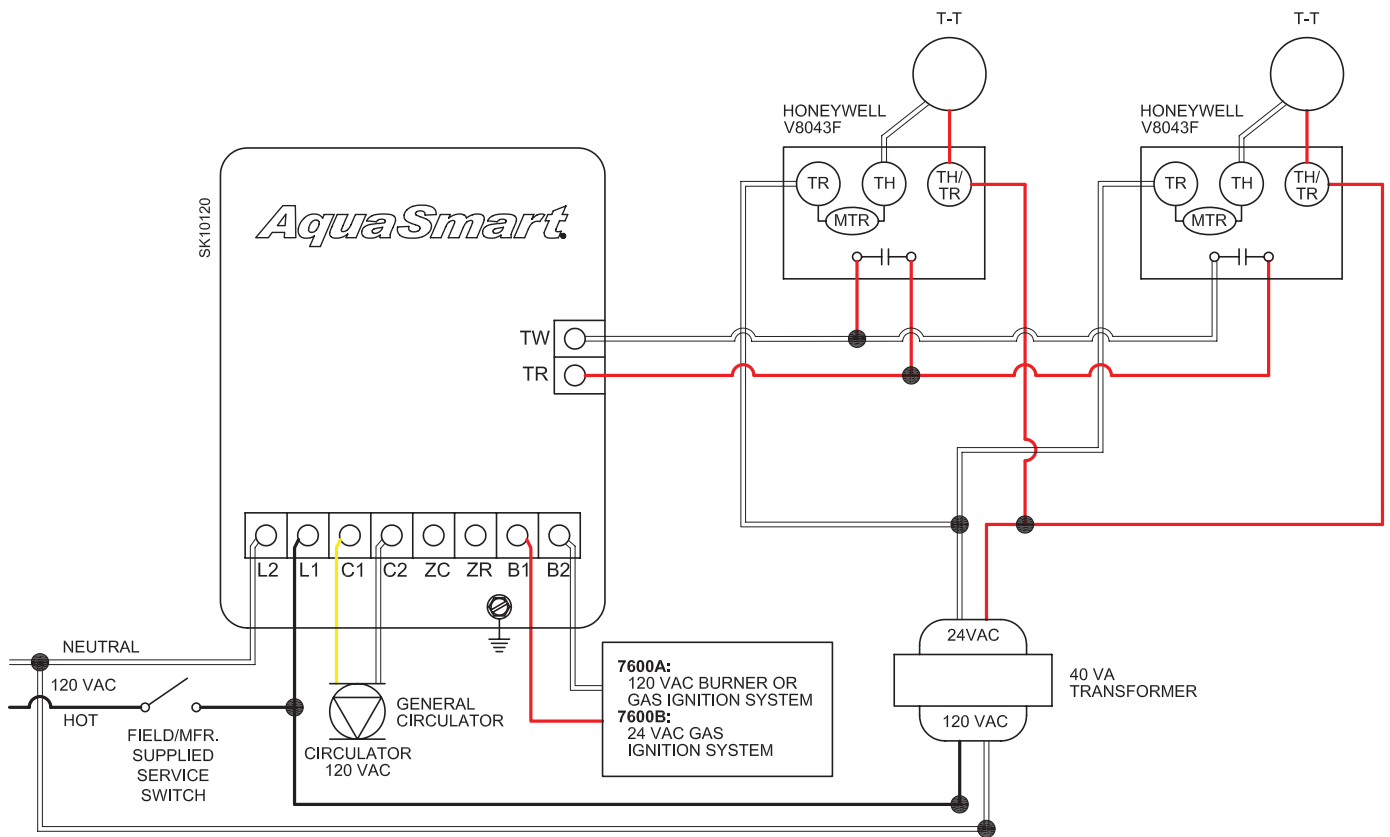 T-T
T-T
HONEYWELL
V8043F
HONEYWELL
V8043F
TR
TH
TH/
TR
MTR
TR
TH
TH/
TR
MTR
SK10120
AquaSmart
TW
TR
L2
L1
C1
C2
ZC
ZR
B1
B2
NEUTRAL
120 VAC
HOT
FIELD/MFR.
SUPPLIED
SERVICE
SWITCH
GENERAL
CIRCULATOR
CIRCULATOR
120 VAC
7600A:
120 VAC BURNER OR
GAS IGNITION SYSTEM
7600B:
24 VAC GAS
IGNITION SYSTEM
24VAC
40 VA
TRANSFORMER
120 VAC